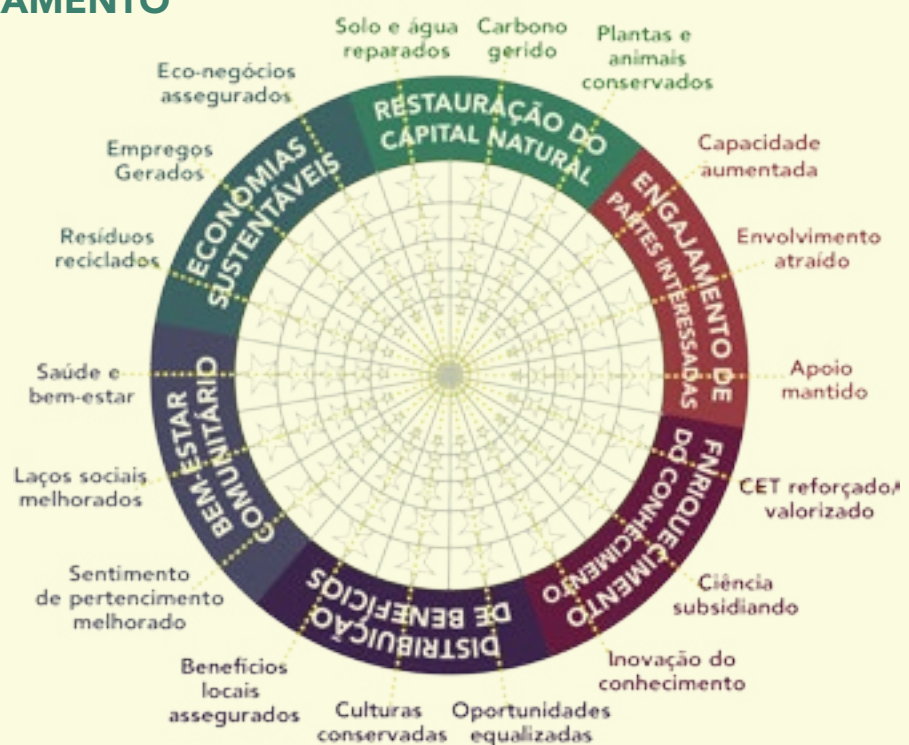 AMENTO
Solo e água
reparados
Carbono
gerido
Plantas e
animais
conservados
Capacidade
aumentada
Envolvimento
atraído
Apoio
mantido
CET reforçado/
valorizado
Ciência
subsidiando
Inovação do
conhecimento
Oportunidades
equalizadas
Culturas
conservadas
Benefícios
locais
assegurados
Sentimento
de pertencimento
melhorado
Laços sociais
melhorados
Saúde e
bem-estar
Resíduos
reciclados
Empregos
Gerados
Eco-negócios
assegurados
RESTAURAÇÃO DO
CAPITAL NATURAL
ENGAJAMENTO DE
PARTES INTERESSADAS
ENRIQUECIMENTO
DO CONHECIMENTO
DISTRIBUIÇÃO
DE BENEFÍCIOS
BEM-ESTAR
COMUNITÁRIO
ECONOMIAS
SUSTENTÁVEIS